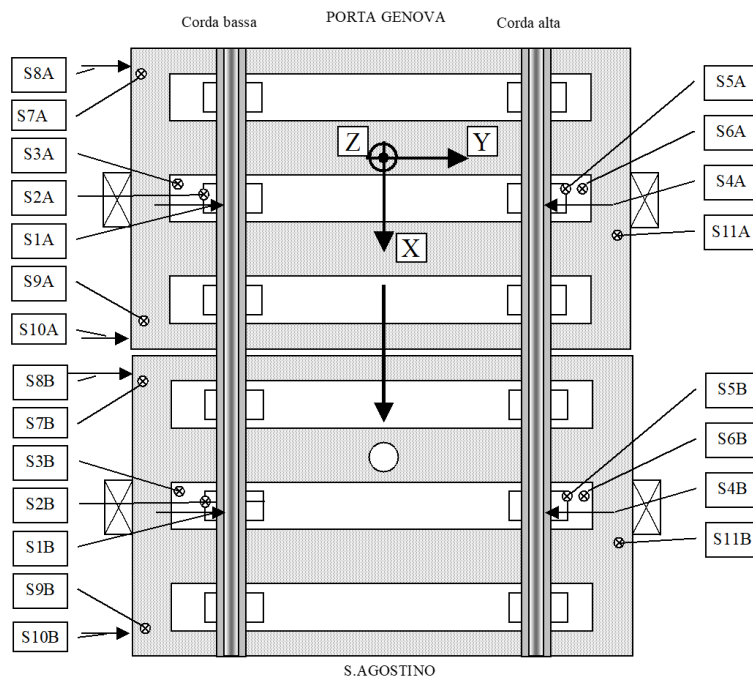 Corda bassa PORTA GENOVA Corda alta
S8A
S7A
S3A
S2A
S1A
S9A
S10A
S8B
S7B
S3B
S2B
S1B
S9B
S10B
Z Y
X
S5A
S6A
S4A
S11A
S5B
S6B
S4B
S11B
S.AGOSTINO